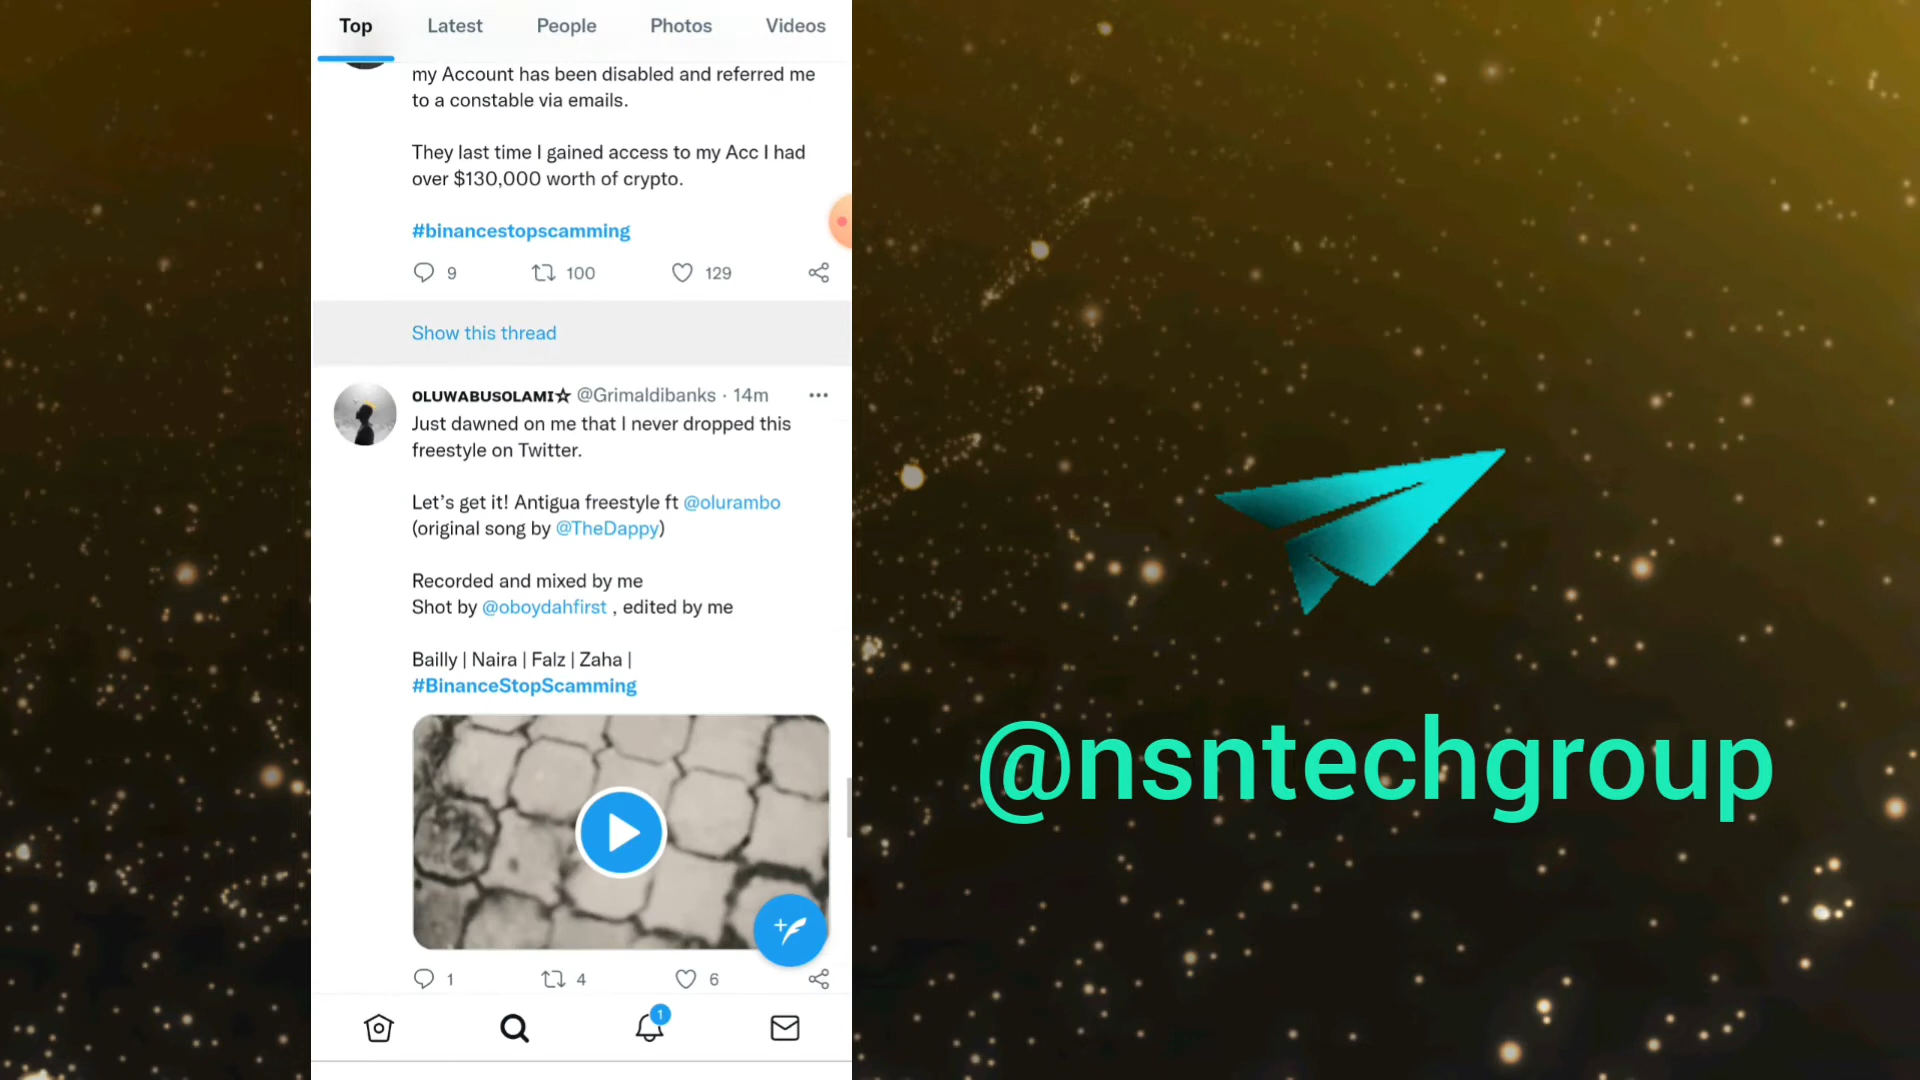 Top Latest People Photos Videos
my Account has been disabled and referred me
to a constable via emails.
They last time I gained access to my Acc I had
over $130,000 worth of crypto.
#binancestopscamming
9 100 129
Show this thread
OLUWABUSOLAMI☆ @Grimaldibanks · 14m
Just dawned on me that I never dropped this
freestyle on Twitter.
Let’s get it! Antigua freestyle ft @olurambo
(original song by @TheDappy)
Recorded and mixed by me
Shot by @oboydahfirst , edited by me
Bailly | Naira | Falz | Zaha |
#BinanceStopScamming
1 4 6
1
@nsntechgroup